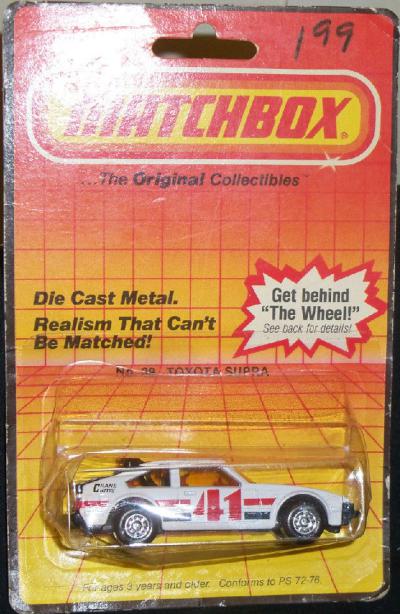 199
MATCHBOX®
...The Original Collectibles™
Die Cast Metal.
Realism That Can't
Be Matched!
Get behind
"The Wheel!"
See back for details!
No. 39 TOYOTA SUPRA
41
For ages 3 years and older. Conforms to PS 72-76.